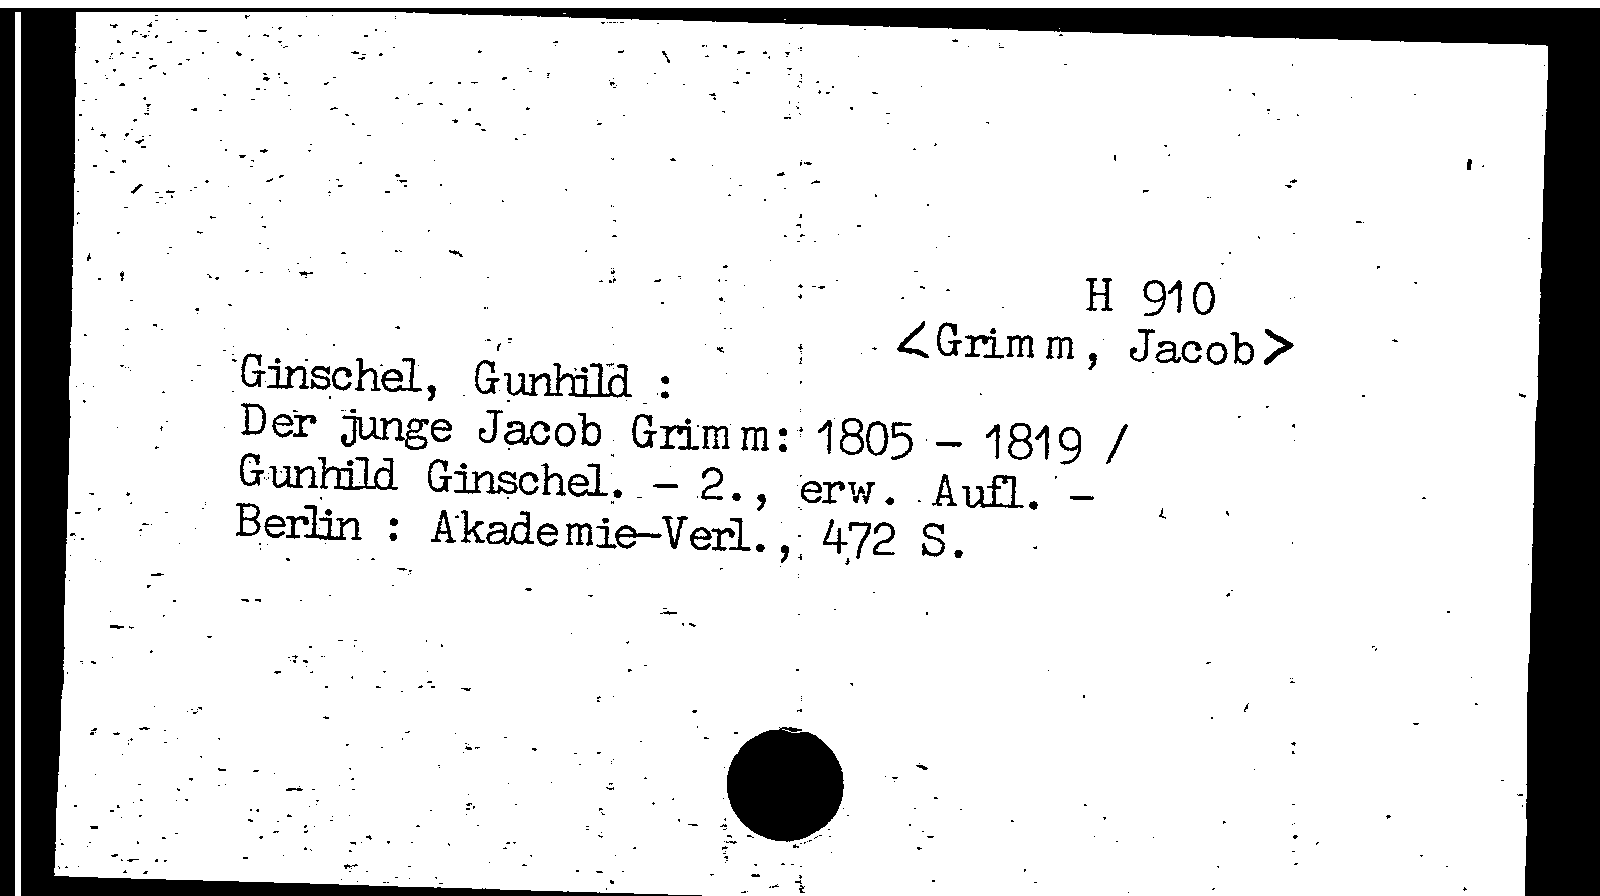 H 910
<Grimm, Jacob>
Ginschel, Gunhild :
Der junge Jacob Grimm: 1805 - 1819 /
Gunhild Ginschel. - 2., erw. Aufl. -
Berlin : Akademie-Verl., 472 S.